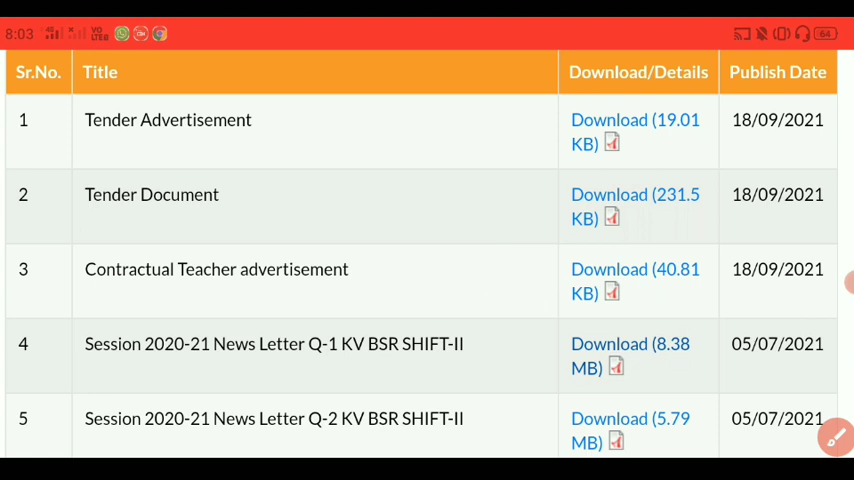 8:03 4G VO LTE2 64
Sr.No. Title Download/Details Publish Date
1 Tender Advertisement Download (19.01 KB) 18/09/2021
2 Tender Document Download (231.5 KB) 18/09/2021
3 Contractual Teacher advertisement Download (40.81 KB) 18/09/2021
4 Session 2020-21 News Letter Q-1 KV BSR SHIFT-II Download (8.38 MB) 05/07/2021
5 Session 2020-21 News Letter Q-2 KV BSR SHIFT-II Download (5.79 MB) 05/07/2021